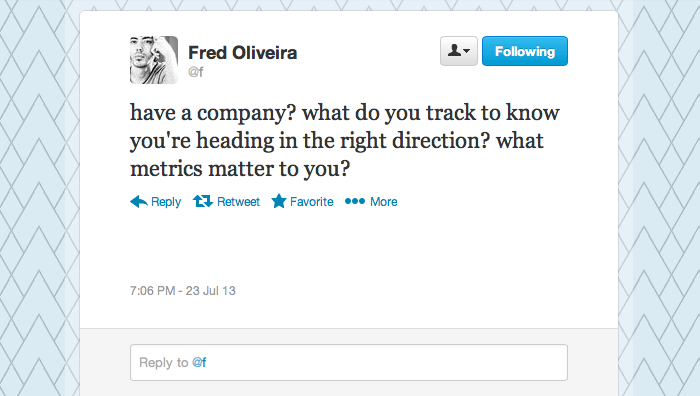 Fred Oliveira
Following
@f
have a company? what do you track to know
you're heading in the right direction? what
metrics matter to you?
Reply Retweet Favorite More
7:06 PM - 23 Jul 13
Reply to @f